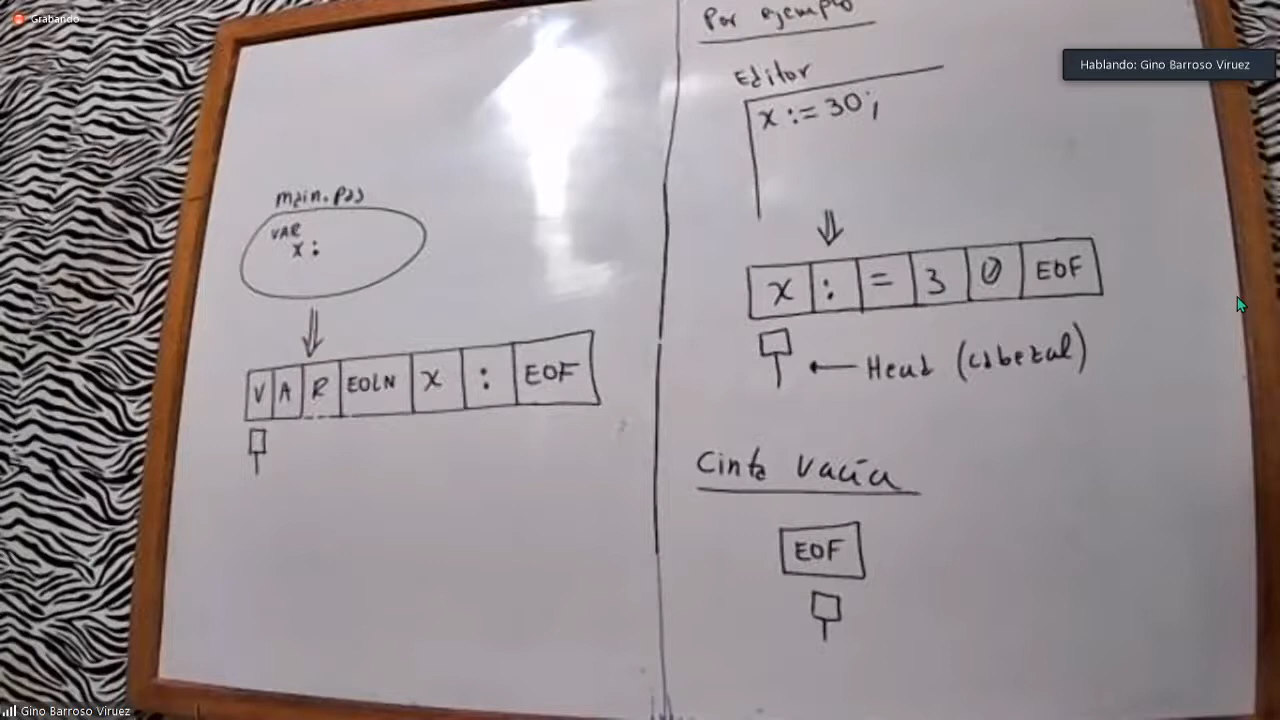 Grabando
Hablando: Gino Barroso Viruez
main.pas
VAR
x :
V A R EOLN x : EOF
Por ejemplo
Editor
x := 30;
x : = 3 0 EOF
Head (cabezal)
Cinta Vacía
EOF
Gino Barroso Viruez